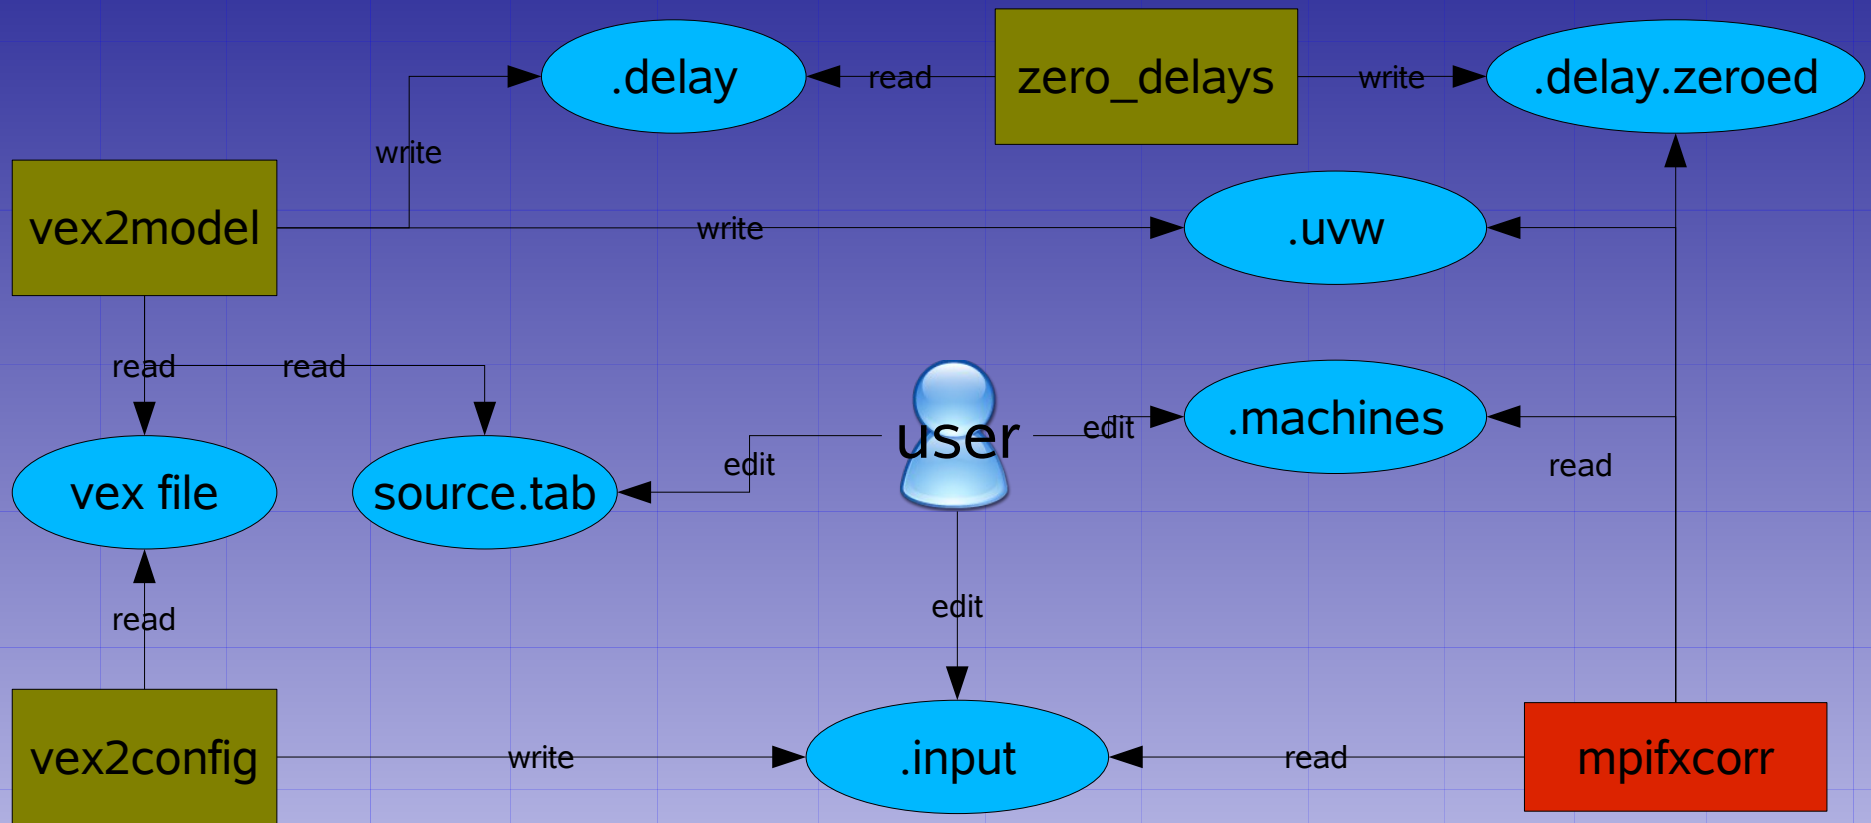 .delay
read
zero_delays
write
.delay.zeroed
write
vex2model
write
.uvw
read
read
user
edit
.machines
edit
read
vex file
source.tab
read
edit
vex2config
write
.input
read
mpifxcorr